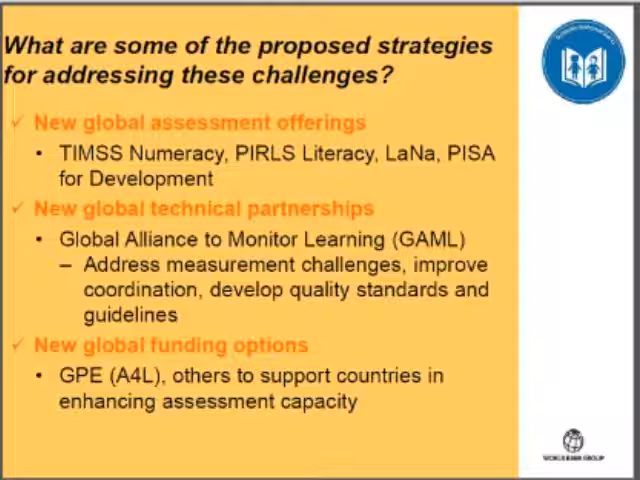 What are some of the proposed strategies
for addressing these challenges?
✓ New global assessment offerings
• TIMSS Numeracy, PIRLS Literacy, LaNa, PISA
for Development
✓ New global technical partnerships
• Global Alliance to Monitor Learning (GAML)
– Address measurement challenges, improve
coordination, develop quality standards and
guidelines
✓ New global funding options
• GPE (A4L), others to support countries in
enhancing assessment capacity
WORLD BANK GROUP